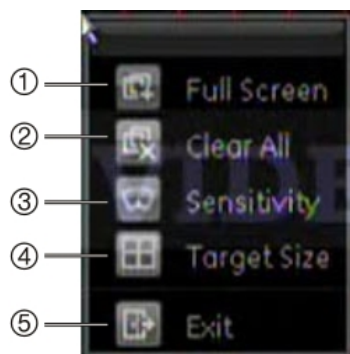 ① Full Screen
② Clear All
③ Sensitivity
④ Target Size
⑤ Exit